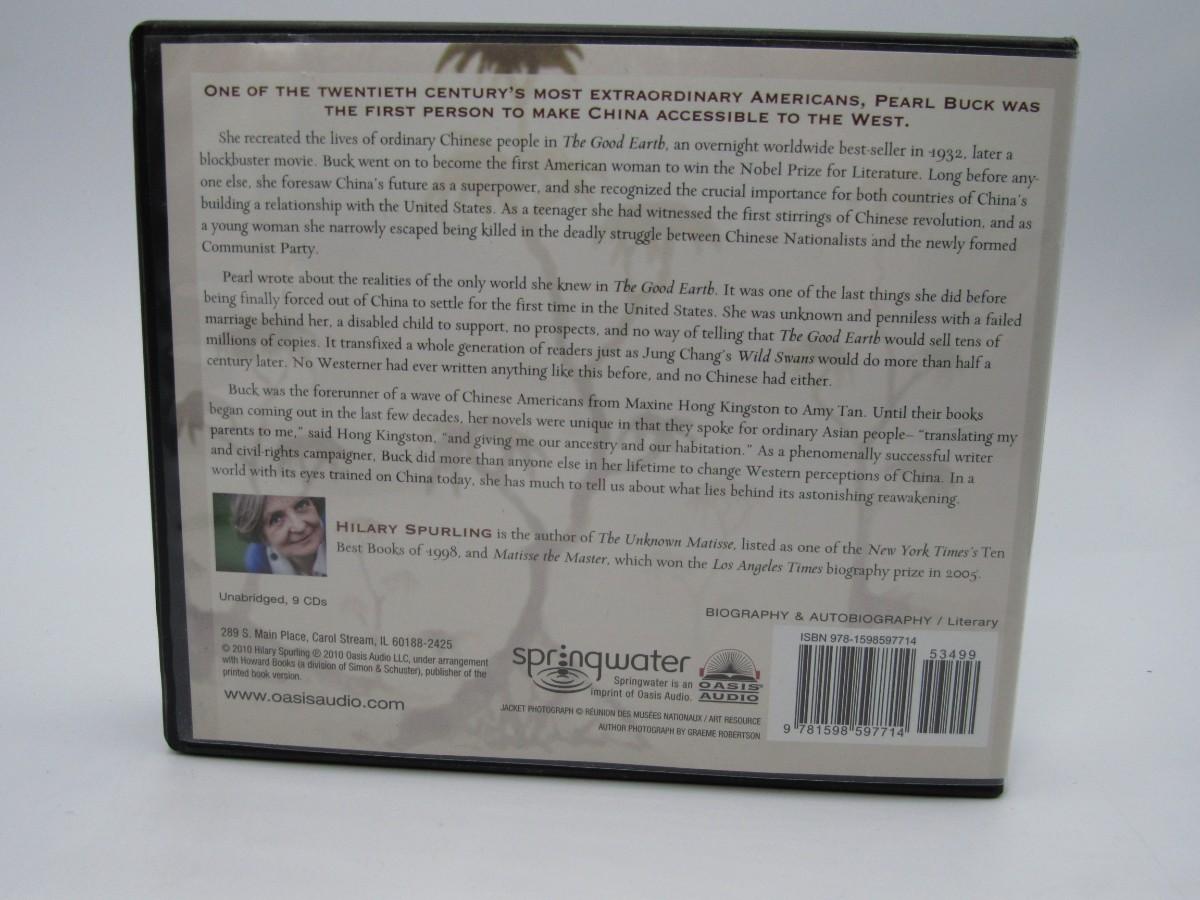 ONE OF THE TWENTIETH CENTURY'S MOST EXTRAORDINARY AMERICANS, PEARL BUCK WAS
THE FIRST PERSON TO MAKE CHINA ACCESSIBLE TO THE WEST.
She recreated the lives of ordinary Chinese people in The Good Earth, an overnight worldwide best-seller in 1932, later a
blockbuster movie. Buck went on to become the first American woman to win the Nobel Prize for Literature. Long before any-
one else, she foresaw China's future as a superpower, and she recognized the crucial importance for both countries of China's
building a relationship with the United States. As a teenager she had witnessed the first stirrings of Chinese revolution, and as
a young woman she narrowly escaped being killed in the deadly struggle between Chinese Nationalists and the newly formed
Communist Party.
Pearl wrote about the realities of the only world she knew in The Good Earth. It was one of the last things she did before
being finally forced out of China to settle for the first time in the United States. She was unknown and penniless with a failed
marriage behind her, a disabled child to support, no prospects, and no way of telling that The Good Earth would sell tens of
millions of copies. It transfixed a whole generation of readers just as Jung Chang's Wild Swans would do more than half a
century later. No Westerner had ever written anything like this before, and no Chinese had either.
Buck was the forerunner of a wave of Chinese Americans from Maxine Hong Kingston to Amy Tan. Until their books
began coming out in the last few decades, her novels were unique in that they spoke for ordinary Asian people– "translating my
parents to me," said Hong Kingston, "and giving me our ancestry and our habitation." As a phenomenally successful writer
and civil-rights campaigner, Buck did more than anyone else in her lifetime to change Western perceptions of China. In a
world with its eyes trained on China today, she has much to tell us about what lies behind its astonishing reawakening.
HILARY SPURLING is the author of The Unknown Matisse, listed as one of the New York Times's Ten
Best Books of 1998, and Matisse the Master, which won the Los Angeles Times biography prize in 2005.
Unabridged, 9 CDs
BIOGRAPHY & AUTOBIOGRAPHY / Literary
289 S. Main Place, Carol Stream, IL 60188-2425
© 2010 Hilary Spurling ℗ 2010 Oasis Audio LLC, under arrangement
with Howard Books (a division of Simon & Schuster), publisher of the
printed book version.
www.oasisaudio.com
springwater
Springwater is an
imprint of Oasis Audio.
OASIS
AUDIO
JACKET PHOTOGRAPH © RÉUNION DES MUSÉES NATIONAUX / ART RESOURCE
AUTHOR PHOTOGRAPH BY GRAEME ROBERTSON
ISBN 978-1598597714
53499
9 781598 597714